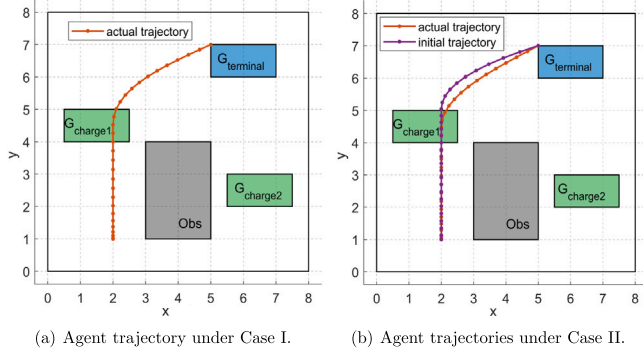 8
7
6
5
4
3
2
1
0
y
actual trajectory
G_terminal
G_charge1
G_charge2
Obs
0 1 2 3 4 5 6 7 8
x
(a) Agent trajectory under Case I.
8
7
6
5
4
3
2
1
0
y
actual trajectory
initial trajectory
G_terminal
G_charge1
G_charge2
Obs
0 1 2 3 4 5 6 7 8
x
(b) Agent trajectories under Case II.